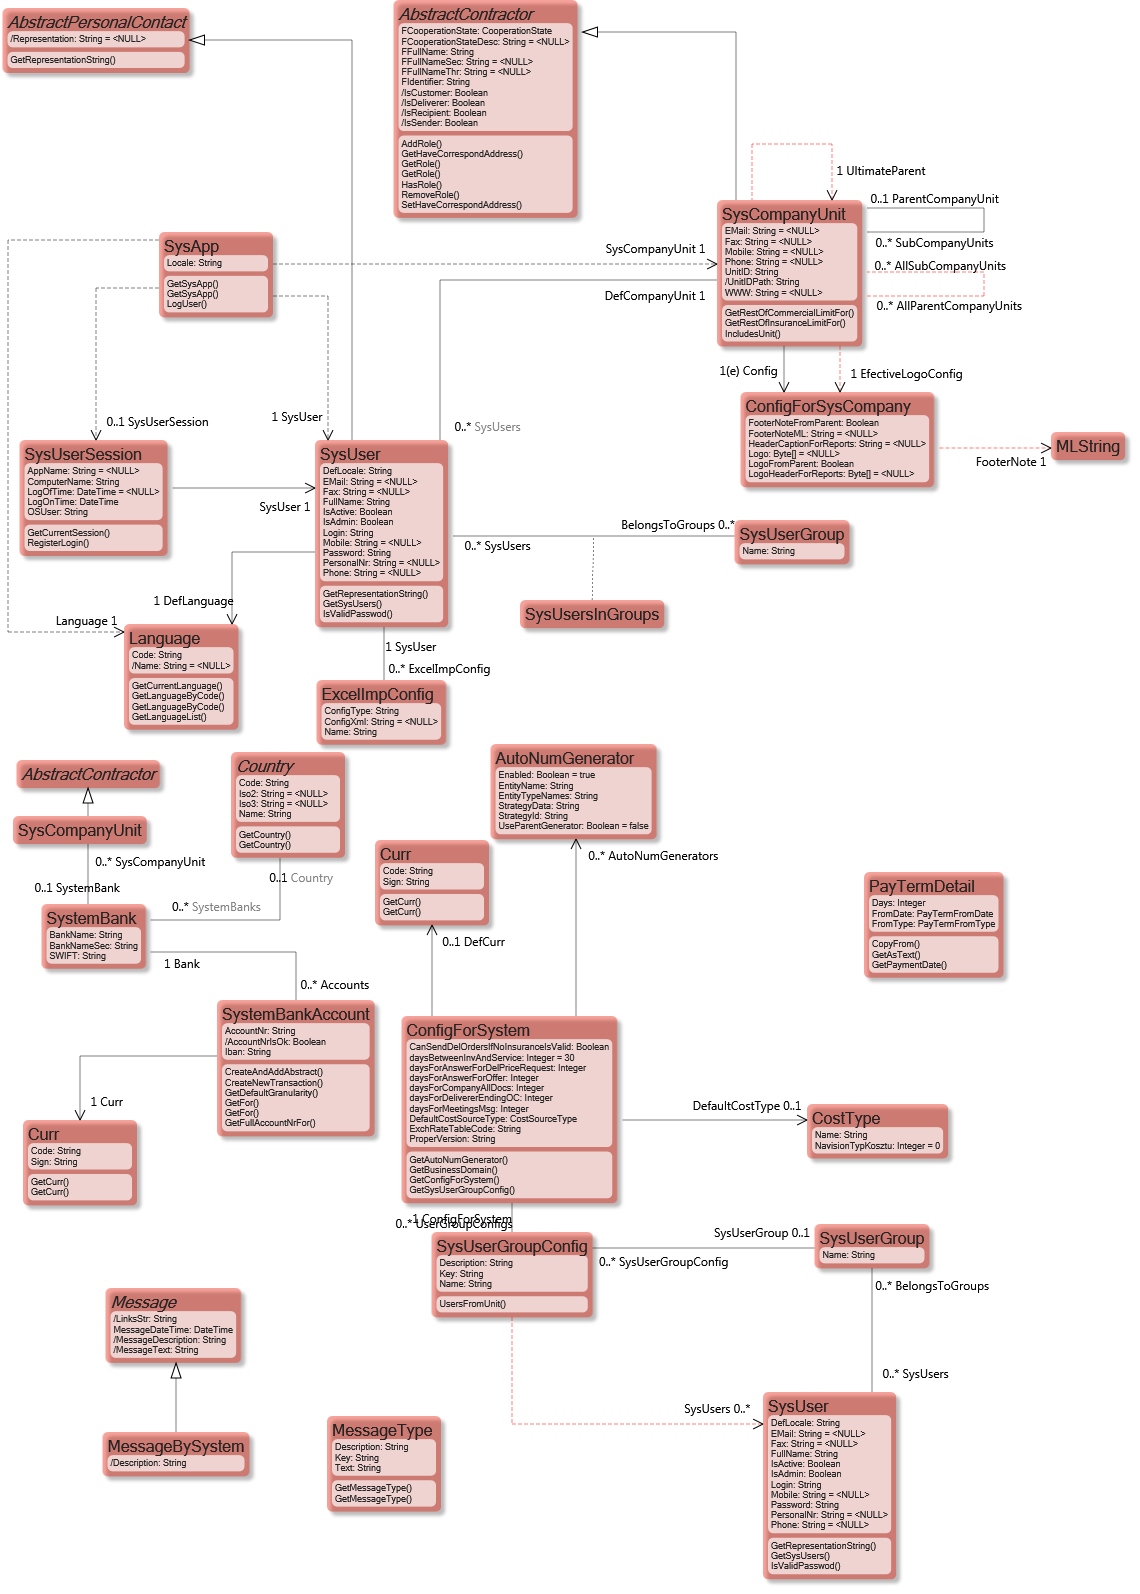 AbstractPersonalContact
/Representation: String = <NULL>
GetRepresentationString()
AbstractContractor
FCooperationState: CooperationState
FCooperationStateDesc: String = <NULL>
FFullName: String
FFullNameSec: String = <NULL>
FFullNameThr: String = <NULL>
FIdentifier: String
/IsCustomer: Boolean
/IsDeliverer: Boolean
/IsRecipient: Boolean
/IsSender: Boolean
AddRole()
GetHaveCorrespondAddress()
GetRole()
GetRole()
HasRole()
RemoveRole()
SetHaveCorrespondAddress()
1 UltimateParent
0..1 ParentCompanyUnit
0..* SubCompanyUnits
0..* AllSubCompanyUnits
0..* AllParentCompanyUnits
SysCompanyUnit
EMail: String = <NULL>
Fax: String = <NULL>
Mobile: String = <NULL>
Phone: String = <NULL>
UnitID: String
/UnitIDPath: String
WWW: String = <NULL>
GetRestOfCommercialLimitFor()
GetRestOfInsuranceLimitFor()
IncludesUnit()
SysApp
Locale: String
GetSysApp()
GetSysApp()
LogUser()
SysCompanyUnit 1
DefCompanyUnit 1
1(e) Config
1 EfectiveLogoConfig
0..1 SysUserSession
1 SysUser
0..* SysUsers
ConfigForSysCompany
FooterNoteFromParent: Boolean
FooterNoteML: String = <NULL>
HeaderCaptionForReports: String = <NULL>
Logo: Byte[] = <NULL>
LogoFromParent: Boolean
LogoHeaderForReports: Byte[] = <NULL>
MLString
FooterNote 1
SysUserSession
AppName: String = <NULL>
ComputerName: String
LogOfTime: DateTime = <NULL>
LogOnTime: DateTime
OSUser: String
GetCurrentSession()
RegisterLogin()
SysUser 1
SysUser
DefLocale: String
EMail: String = <NULL>
Fax: String = <NULL>
FullName: String
IsActive: Boolean
IsAdmin: Boolean
Login: String
Mobile: String = <NULL>
Password: String
PersonalNr: String = <NULL>
Phone: String = <NULL>
GetRepresentationString()
GetSysUsers()
IsValidPasswod()
BelongsToGroups 0..*
0..* SysUsers
SysUserGroup
Name: String
SysUsersInGroups
1 DefLanguage
Language 1
Language
Code: String
/Name: String = <NULL>
GetCurrentLanguage()
GetLanguageByCode()
GetLanguageByCode()
GetLanguageList()
1 SysUser
0..* ExcelImpConfig
ExcelImpConfig
ConfigType: String
ConfigXml: String = <NULL>
Name: String
AbstractContractor
SysCompanyUnit
0..* SysCompanyUnit
0..1 SystemBank
Country
Code: String
Iso2: String = <NULL>
Iso3: String = <NULL>
Name: String
GetCountry()
GetCountry()
0..1 Country
0..* SystemBanks
AutoNumGenerator
Enabled: Boolean = true
EntityName: String
EntityTypeNames: String
StrategyData: String
StrategyId: String
UseParentGenerator: Boolean = false
0..* AutoNumGenerators
Curr
Code: String
Sign: String
GetCurr()
GetCurr()
0..1 DefCurr
PayTermDetail
Days: Integer
FromDate: PayTermFromDate
FromType: PayTermFromType
CopyFrom()
GetAsText()
GetPaymentDate()
SystemBank
BankName: String
BankNameSec: String
SWIFT: String
1 Bank
0..* Accounts
SystemBankAccount
AccountNr: String
/AccountNrIsOk: Boolean
Iban: String
CreateAndAddAbstract()
CreateNewTransaction()
GetDefaultGranularity()
GetFor()
GetFor()
GetFullAccountNrFor()
1 Curr
Curr
Code: String
Sign: String
GetCurr()
GetCurr()
ConfigForSystem
CanSendDelOrdersIfNoInsuranceIsValid: Boolean
daysBetweenInvAndService: Integer = 30
daysForAnswerForDelPriceRequest: Integer
daysForAnswerForOffer: Integer
daysForCompanyAllDocs: Integer
daysForDelivererEndingOC: Integer
daysForMeetingsMsg: Integer
DefaultCostSourceType: CostSourceType
ExchRateTableCode: String
ProperVersion: String
GetAutoNumGenerator()
GetBusinessDomain()
GetConfigForSystem()
GetSysUserGroupConfig()
DefaultCostType 0..1
CostType
Name: String
NavisionTypKosztu: Integer = 0
1 ConfigForSystem
0..* UserGroupConfigs
SysUserGroupConfig
Description: String
Key: String
Name: String
UsersFromUnit()
SysUserGroup 0..1
0..* SysUserGroupConfig
SysUserGroup
Name: String
0..* BelongsToGroups
0..* SysUsers
SysUsers 0..*
Message
/LinksStr: String
MessageDateTime: DateTime
/MessageDescription: String
/MessageText: String
MessageBySystem
/Description: String
MessageType
Description: String
Key: String
Text: String
GetMessageType()
GetMessageType()
SysUser
DefLocale: String
EMail: String = <NULL>
Fax: String = <NULL>
FullName: String
IsActive: Boolean
IsAdmin: Boolean
Login: String
Mobile: String = <NULL>
Password: String
PersonalNr: String = <NULL>
Phone: String = <NULL>
GetRepresentationString()
GetSysUsers()
IsValidPasswod()